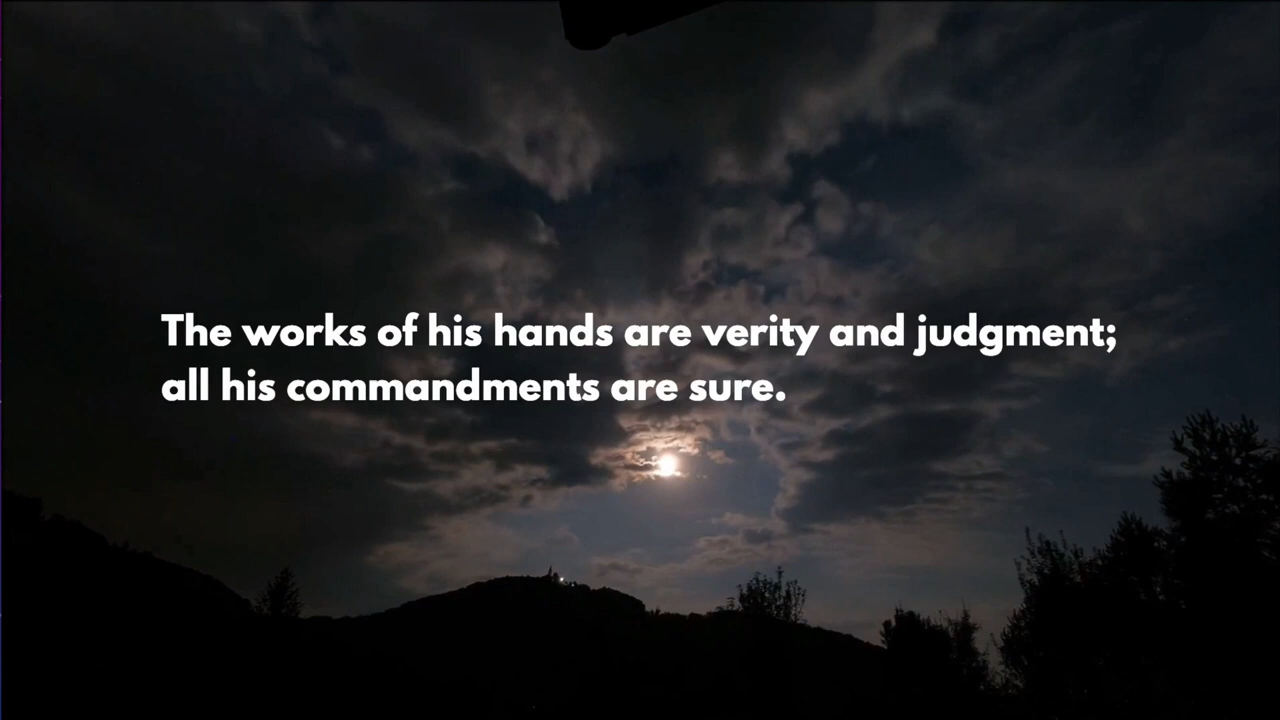 The works of his hands are verity and judgment;
all his commandments are sure.